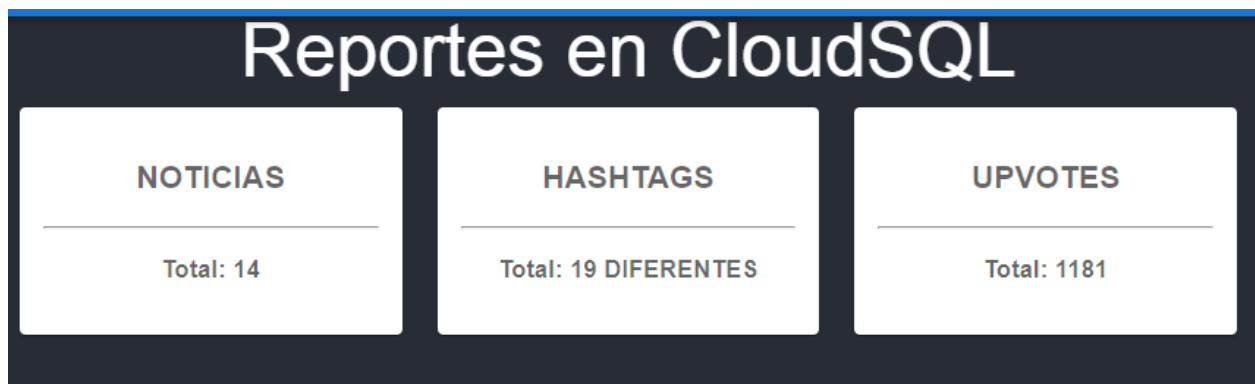 Reportes en CloudSQL
NOTICIAS
Total: 14
HASHTAGS
Total: 19 DIFERENTES
UPVOTES
Total: 1181